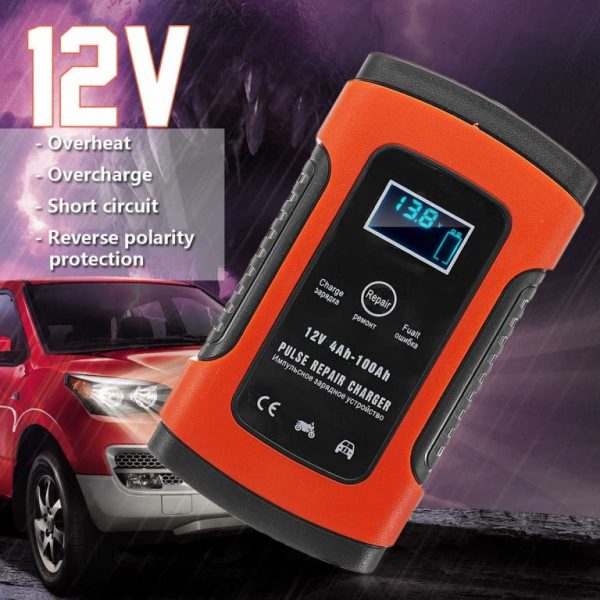 12V
- Overheat
- Overcharge
- Short circuit
- Reverse polarity
protection
13.8 V
Charge
зарядка
Repair
ремонт
Fualt
ошибка
12V 4Ah-100Ah
PULSE REPAIR CHARGER
Импульсное зарядное устройство
CE